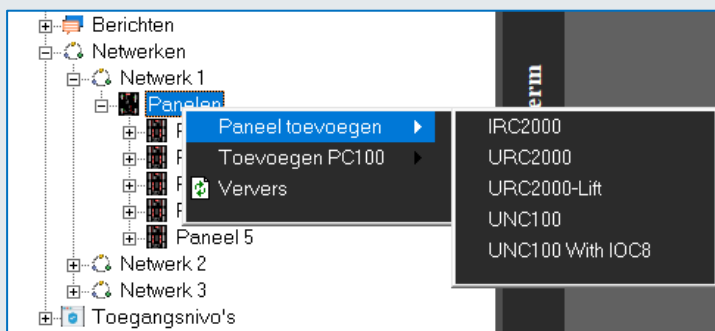 Berichten
Netwerken
Netwerk 1
Panelen
P
P
P
P
Paneel 5
Netwerk 2
Netwerk 3
Toegangsnivo's
Paneel toevoegen
Toevoegen PC100
Ververs
IRC2000
URC2000
URC2000-Lift
UNC100
UNC100 With IOC8
erm